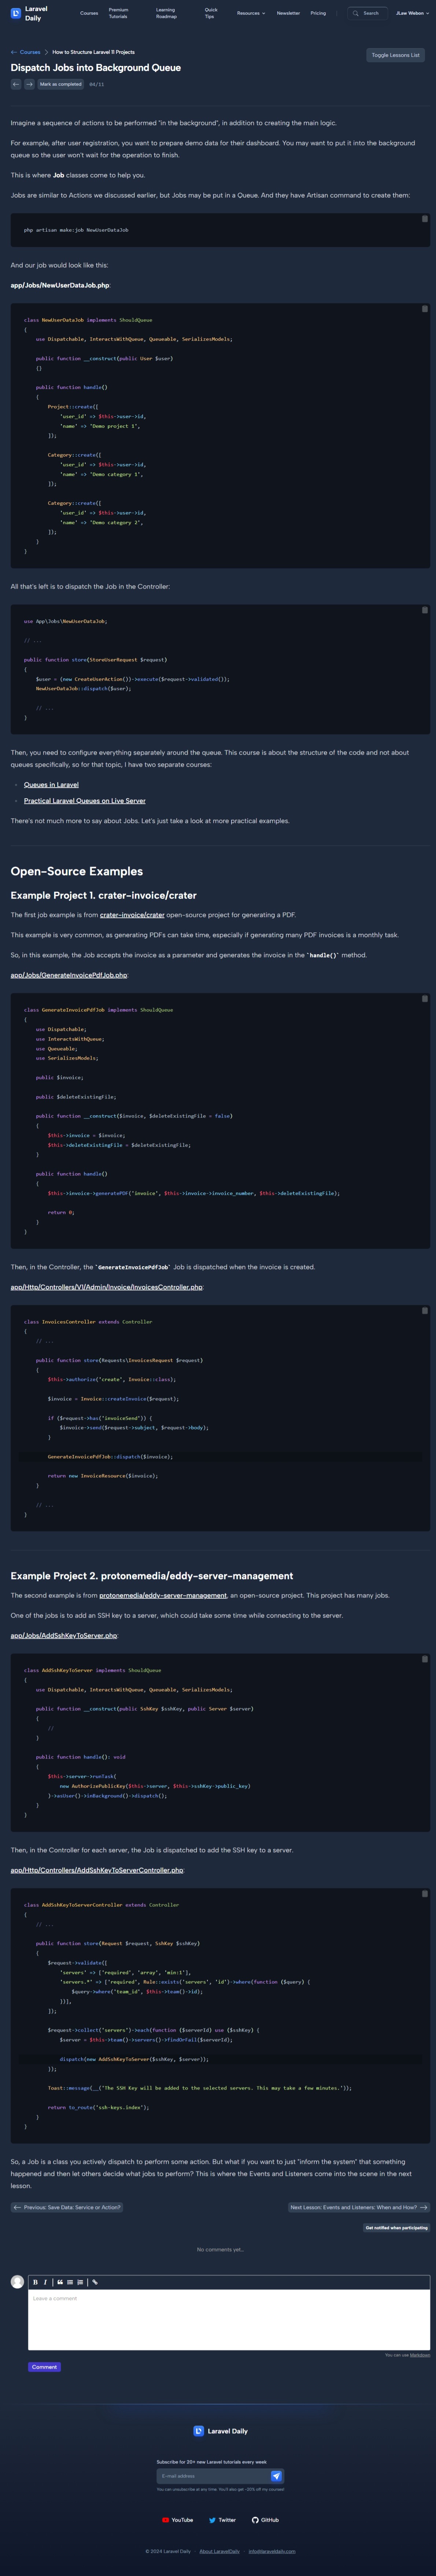 Laravel
Daily
Courses
Premium
Tutorials
Learning
Roadmap
Quick
Tips
Resources
Newsletter
Pricing
Search
JLaw Webon
← Courses > How to Structure Laravel 11 Projects
Toggle Lessons List
Dispatch Jobs into Background Queue
Mark as completed
06/11
Imagine a sequence of actions to be performed "in the background", in addition to creating the main logic.
For example, after user registration, you want to prepare demo data for their dashboard. You may want to put it into the background
queue so the user won't wait for the operation to finish.
This is where Job classes come to help you.
Jobs are similar to Actions we discussed earlier, but Jobs may be put in a Queue. And they have Artisan command to create them:
php artisan make:job NewUserDataJob
And our job would look like this:
app/Jobs/NewUserDataJob.php:
class NewUserDataJob implements ShouldQueue
{
use Dispatchable, InteractsWithQueue, Queueable, SerializesModels;
public function __construct(public User $user)
{}
public function handle()
{
Project::create([
'user_id' => $this->user->id,
'name' => 'Demo project 1',
]);
Category::create([
'user_id' => $this->user->id,
'name' => 'Demo category 1',
]);
Category::create([
'user_id' => $this->user->id,
'name' => 'Demo category 2',
]);
}
}
All that's left is to dispatch the Job in the Controller:
use App\Jobs\NewUserDataJob;
// ...
public function store(StoreUserRequest $request)
{
$user = (new CreateUserAction())->execute($request->validated());
NewUserDataJob::dispatch($user);
// ...
}
Then, you need to configure everything separately around the queue. This course is about the structure of the code and not about
queues specifically, so for that topic, I have two separate courses:
Queues in Laravel
Practical Laravel Queues on Live Server
There's not much more to say about Jobs. Let's just take a look at more practical examples.
Open-Source Examples
Example Project 1. crater-invoice/crater
The first job example is from crater-invoice/crater open-source project for generating a PDF.
This example is very common, as generating PDFs can take time, especially if generating many PDF invoices is a monthly task.
So, in this example, the Job accepts the invoice as a parameter and generates the invoice in the `handle()` method.
app/Jobs/GenerateInvoicePdfJob.php:
class GenerateInvoicePdfJob implements ShouldQueue
{
use Dispatchable;
use InteractsWithQueue;
use Queueable;
use SerializesModels;
public $invoice;
public $deleteExistingFile;
public function __construct($invoice, $deleteExistingFile = false)
{
$this->invoice = $invoice;
$this->deleteExistingFile = $deleteExistingFile;
}
public function handle()
{
$this->invoice->generatePDF('invoice', $this->invoice->invoice_number, $this->deleteExistingFile);
return 0;
}
}
Then, in the Controller, the `GenerateInvoicePdfJob` Job is dispatched when the invoice is created.
app/Http/Controllers/V1/Admin/Invoice/InvoicesController.php:
class InvoicesController extends Controller
{
// ...
public function store(Requests\InvoicesRequest $request)
{
$this->authorize('create', Invoice::class);
$invoice = Invoice::createInvoice($request);
if ($request->has('invoiceSend')) {
$invoice->send($request->subject, $request->body);
}
GenerateInvoicePdfJob::dispatch($invoice);
return new InvoiceResource($invoice);
}
// ...
}
Example Project 2. protonemedia/eddy-server-management
The second example is from protonemedia/eddy-server-management, an open-source project. This project has many jobs.
One of the jobs is to add an SSH key to a server, which could take some time while connecting to the server.
app/Jobs/AddSshKeyToServer.php:
class AddSshKeyToServer implements ShouldQueue
{
use Dispatchable, InteractsWithQueue, Queueable, SerializesModels;
public function __construct(public SshKey $sshKey, public Server $server)
{
//
}
public function handle(): void
{
$this->server->runTask(
new AuthorizePublicKey($this->server, $this->sshKey->public_key)
)->asUser()->inBackground()->dispatch();
}
}
Then, in the Controller for each server, the Job is dispatched to add the SSH key to a server.
app/Http/Controllers/AddSshKeyToServerController.php:
class AddSshKeyToServerController extends Controller
{
// ...
public function store(Request $request, SshKey $sshKey)
{
$request->validate([
'servers' => ['required', 'array', 'min:1'],
'servers.*' => ['required', Rule::exists('servers', 'id')->where(function ($query) {
$query->where('team_id', $this->team()->id);
})],
]);
$request->collect('servers')->each(function ($serverId) use ($sshKey) {
$server = $this->team()->servers()->findOrFail($serverId);
dispatch(new AddSshKeyToServer($sshKey, $server));
});
Toast::message(__('The SSH Key will be added to the selected servers. This may take a few minutes.'));
return to_route('ssh-keys.index');
}
}
So, a Job is a class you actively dispatch to perform some action. But what if you want to just "inform the system" that something
happened and then let others decide what jobs to perform? This is where the Events and Listeners come into the scene in the next
lesson.
← Previous: Save Data: Service or Action?
Next Lesson: Events and Listeners: When and How? →
Get notified when participating
No comments yet…
B I
Leave a comment
You can use Markdown
Comment
Laravel Daily
Subscribe for 20+ new Laravel tutorials every week
E-mail address
You can unsubscribe at any time. You'll also get -20% off my courses!
YouTube
Twitter
GitHub
© 2024 Laravel Daily · About LaravelDaily · info@laraveldaily.com